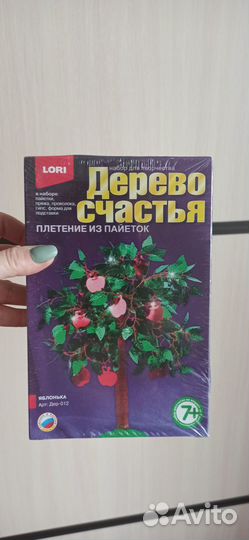 LORI
набор для творчества
Дерево
счастья
в наборе:
пайетки,
пряжа, проволока,
гипс, форма для
подставки
ПЛЕТЕНИЕ ИЗ ПАЙЕТОК
ЯБЛОНЬКА
Арт. Дер-012
7+
Avito